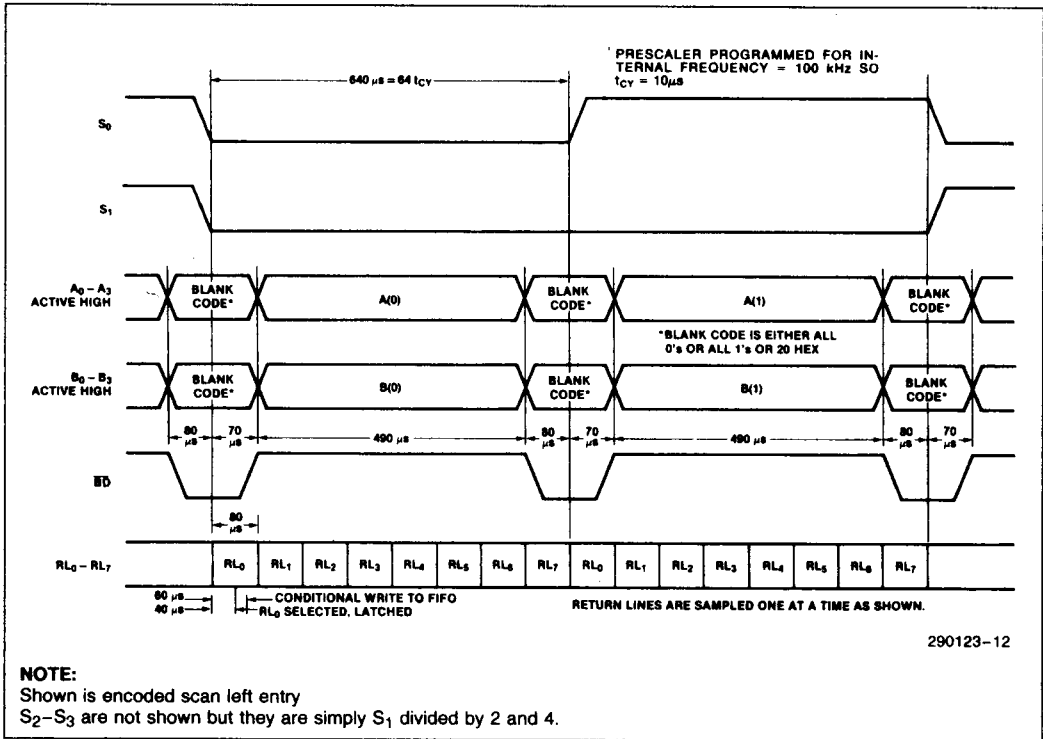 *PRESCALER PROGRAMMED FOR IN-
TERNAL FREQUENCY = 100 kHz SO
tCY = 10μs
640 μs = 64 tCY
S0
S1
A0 – A3
ACTIVE HIGH
BLANK
CODE*
A(0)
BLANK
CODE*
A(1)
BLANK
CODE*
*BLANK CODE IS EITHER ALL
0's OR ALL 1's OR 20 HEX
B0 – B3
ACTIVE HIGH
BLANK
CODE*
B(0)
BLANK
CODE*
B(1)
BLANK
CODE*
80
μs
70
μs
490 μs
80
μs
70
μs
490 μs
80
μs
70
μs
BD
80
μs
RL0 – RL7
RL0 RL1 RL2 RL3 RL4 RL5 RL6 RL7 RL0 RL1 RL2 RL3 RL4 RL5 RL6 RL7
60 μs
40 μs
CONDITIONAL WRITE TO FIFO
RL0 SELECTED, LATCHED
RETURN LINES ARE SAMPLED ONE AT A TIME AS SHOWN.
290123–12
NOTE:
Shown is encoded scan left entry
S2–S3 are not shown but they are simply S1 divided by 2 and 4.